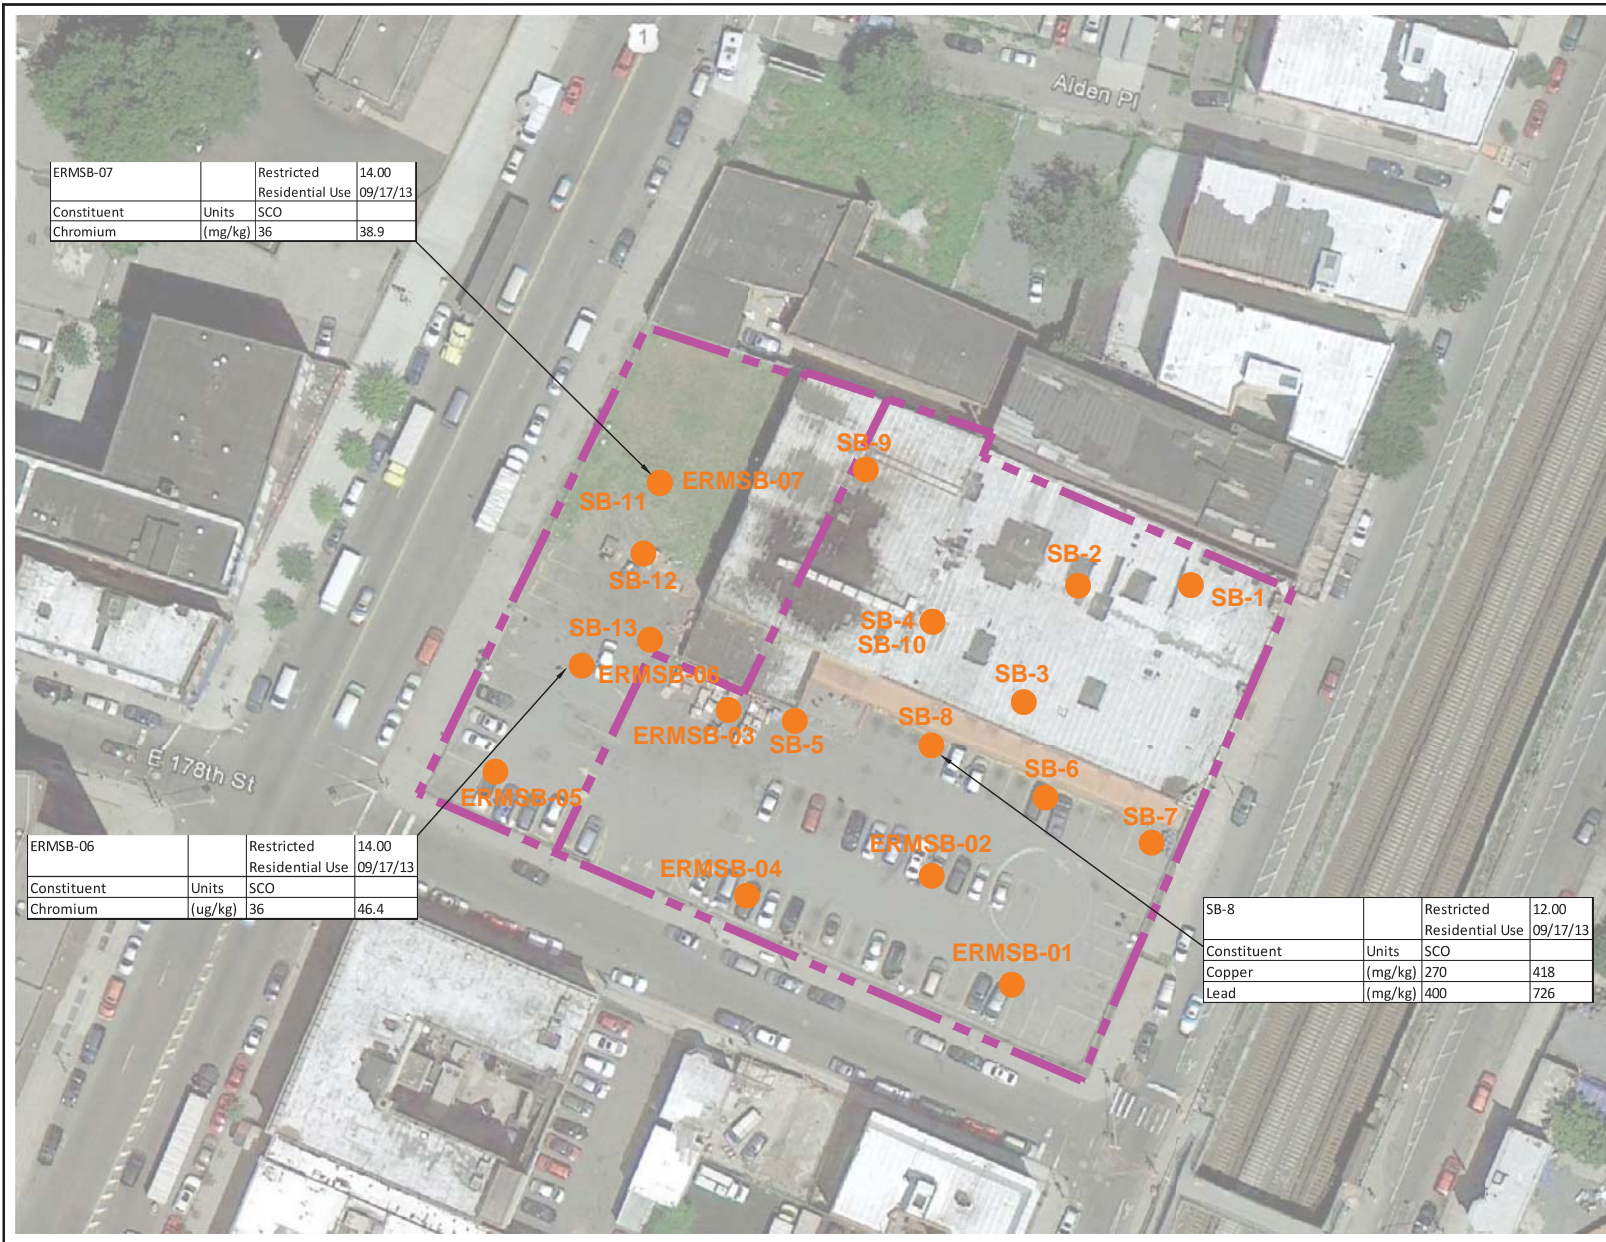 1
Alden Pl
ERMSB-07 Restricted 14.00
Residential Use 09/17/13
Constituent Units SCO
Chromium (mg/kg) 36 38.9
SB-9
ERMSB-07
SB-11
SB-2
SB-12
SB-1
SB-4
SB-13
SB-10
ERMSB-06
SB-3
SB-8
ERMSB-03
SB-5
E 178th St
SB-6
ERMSB-05
SB-7
ERMSB-02
ERMSB-04
ERMSB-01
ERMSB-06 Restricted 14.00
Residential Use 09/17/13
Constituent Units SCO
Chromium (ug/kg) 36 46.4
SB-8 Restricted 12.00
Residential Use 09/17/13
Constituent Units SCO
Copper (mg/kg) 270 418
Lead (mg/kg) 400 726